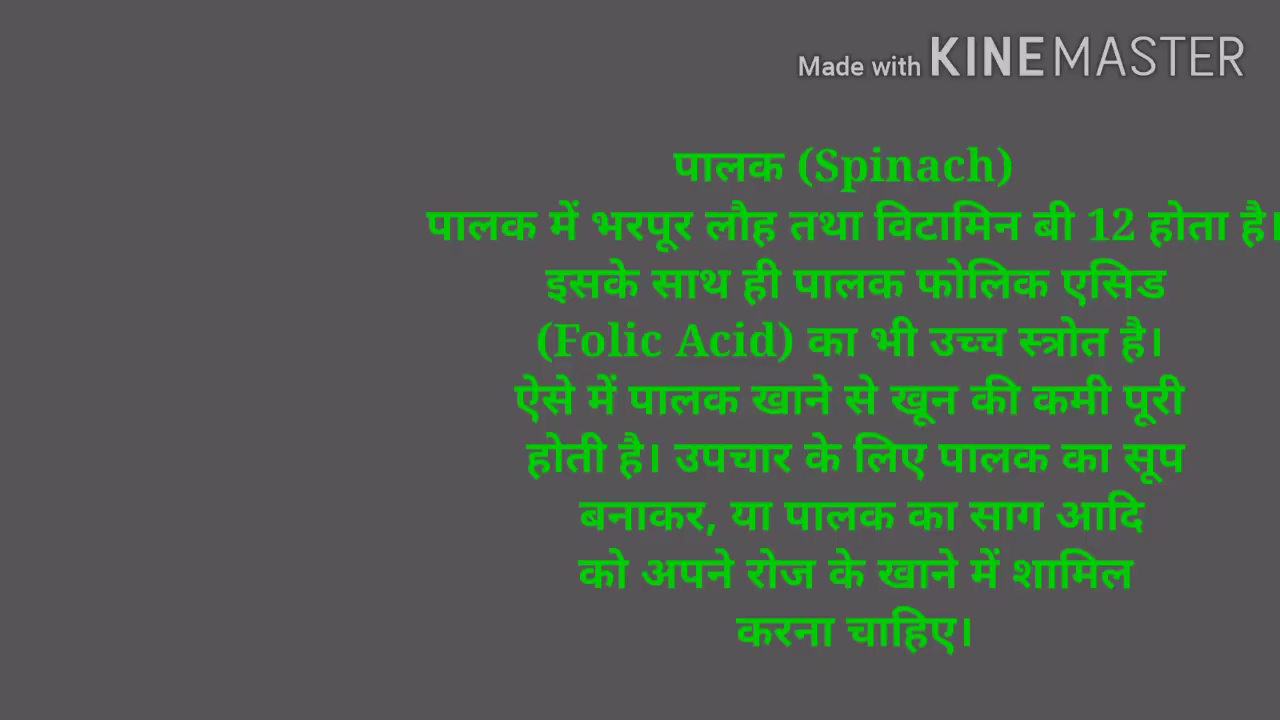 Made with KINEMASTER
पालक (Spinach)
पालक में भरपूर लौह तथा विटामिन बी 12 होता है।
इसके साथ ही पालक फोलिक एसिड
(Folic Acid) का भी उच्च स्त्रोत है।
ऐसे में पालक खाने से खून की कमी पूरी
होती है। उपचार के लिए पालक का सूप
बनाकर, या पालक का साग आदि
को अपने रोज के खाने में शामिल
करना चाहिए।